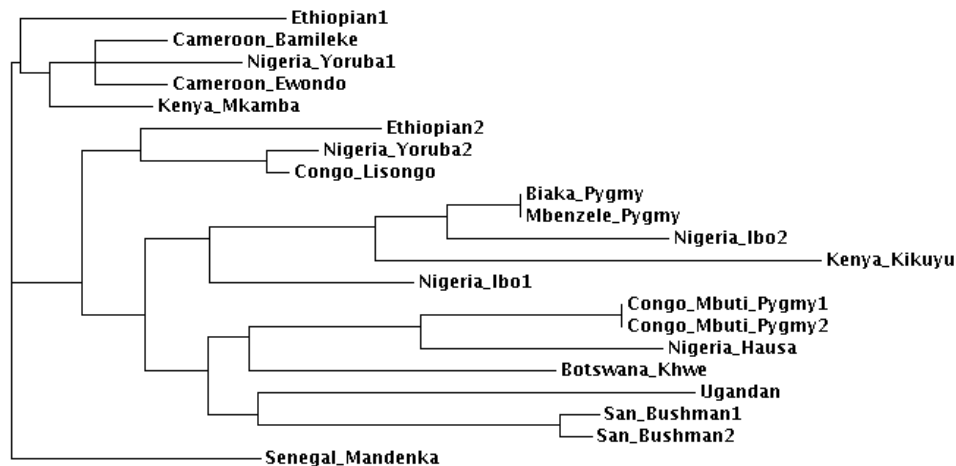 Ethiopian1
Cameroon_Bamileke
Nigeria_Yoruba1
Cameroon_Ewondo
Kenya_Mkamba
Ethiopian2
Nigeria_Yoruba2
Congo_Lisongo
Biaka_Pygmy
Mbenzele_Pygmy
Nigeria_Ibo2
Kenya_Kikuyu
Nigeria_Ibo1
Congo_Mbuti_Pygmy1
Congo_Mbuti_Pygmy2
Nigeria_Hausa
Botswana_Khwe
Ugandan
San_Bushman1
San_Bushman2
Senegal_Mandenka